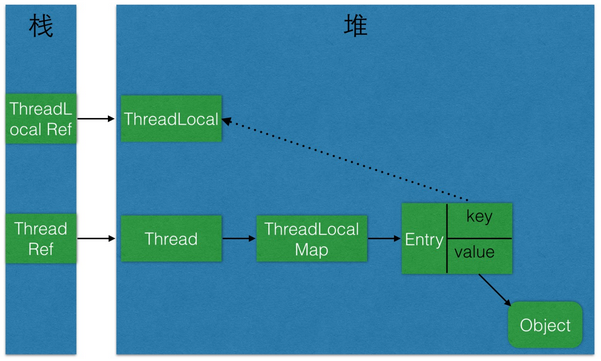 栈
堆
ThreadL
ocal Ref
ThreadLocal
Thread
Ref
Thread
ThreadLocal
Map
Entry
key
value
Object